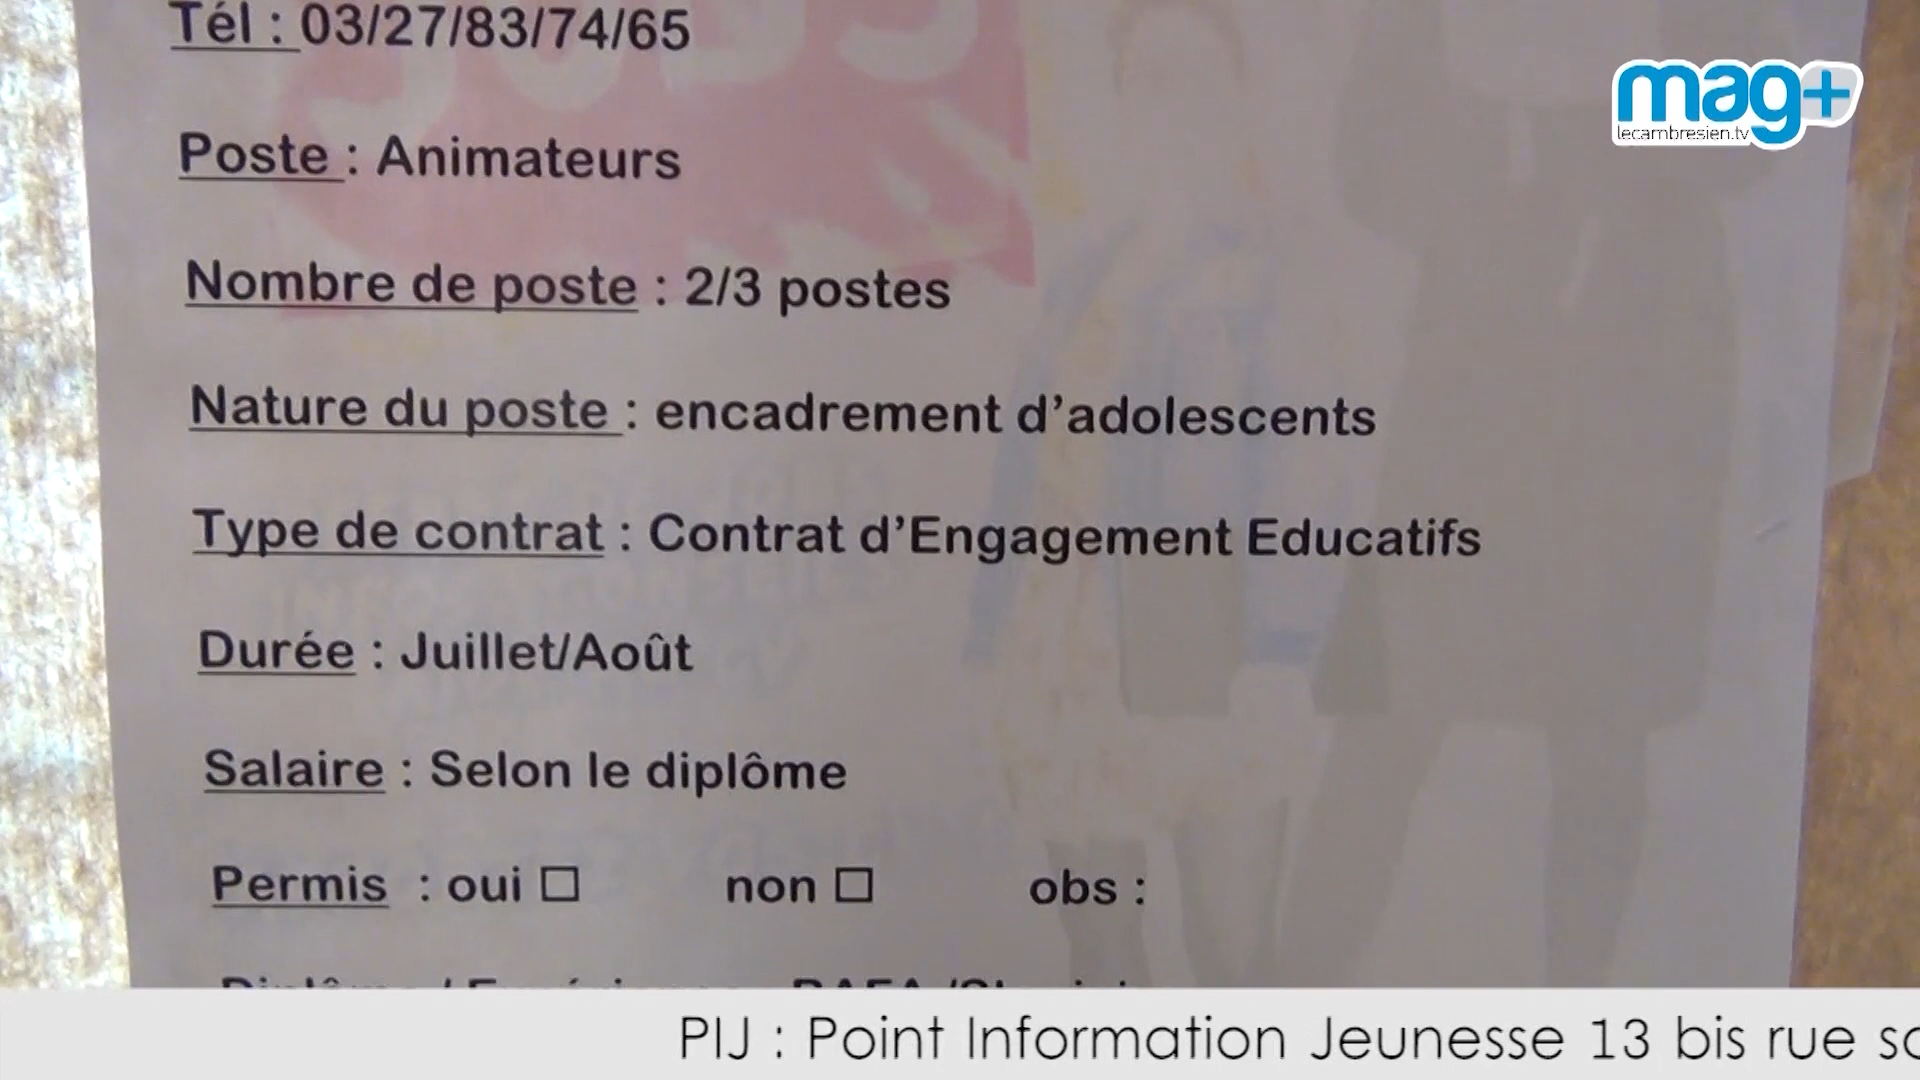 Tél : 03/27/83/74/65
mag+
lecambresien.tv
Poste : Animateurs
Nombre de poste : 2/3 postes
Nature du poste : encadrement d’adolescents
Type de contrat : Contrat d’Engagement Educatifs
Durée : Juillet/Août
Salaire : Selon le diplôme
Permis : oui ☐ non ☐ obs :
PIJ : Point Information Jeunesse 13 bis rue